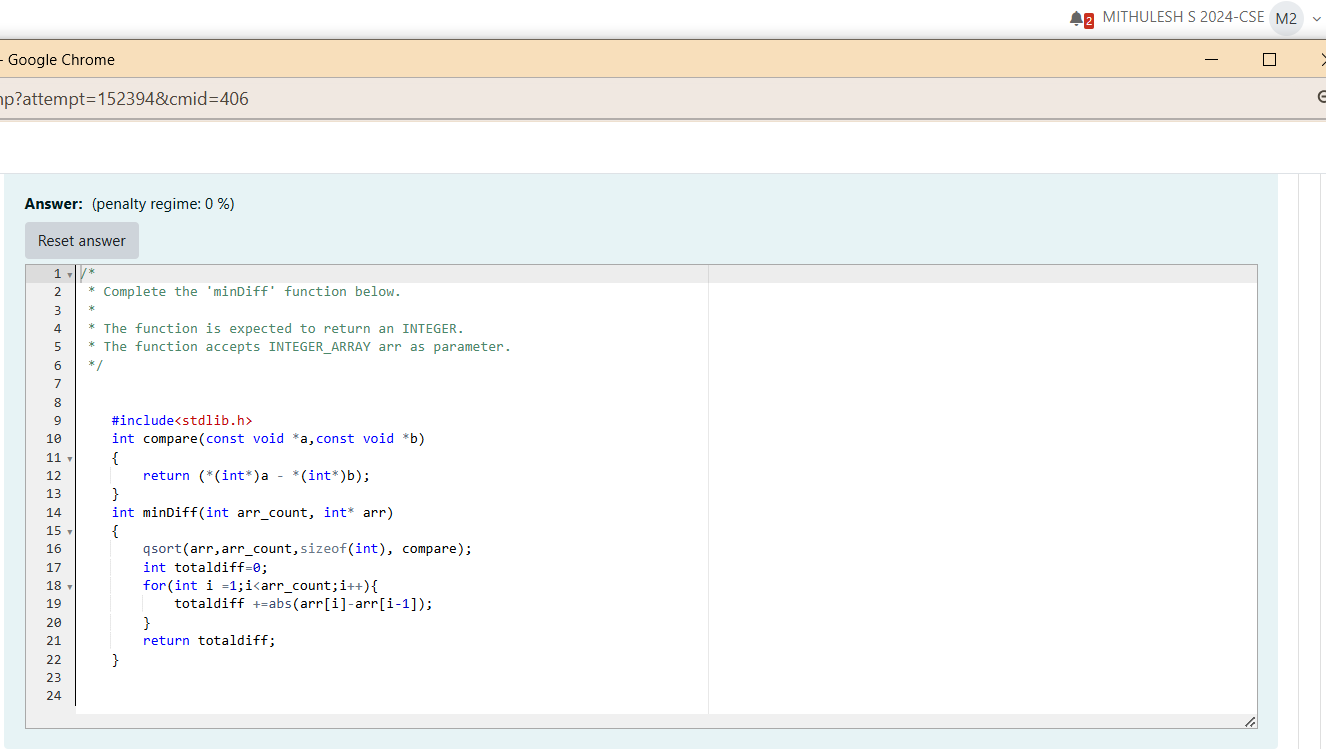 2 MITHULESH S 2024-CSE M2
- Google Chrome
np?attempt=152394&cmid=406
Answer: (penalty regime: 0 %)
Reset answer
1 /*
2 * Complete the 'minDiff' function below.
3 *
4 * The function is expected to return an INTEGER.
5 * The function accepts INTEGER_ARRAY arr as parameter.
6 */
7
8
9 #include<stdlib.h>
10 int compare(const void *a,const void *b)
11 {
12 return (*(int*)a - *(int*)b);
13 }
14 int minDiff(int arr_count, int* arr)
15 {
16 qsort(arr,arr_count,sizeof(int), compare);
17 int totaldiff=0;
18 for(int i =1;i<arr_count;i++){
19 totaldiff +=abs(arr[i]-arr[i-1]);
20 }
21 return totaldiff;
22 }
23
24